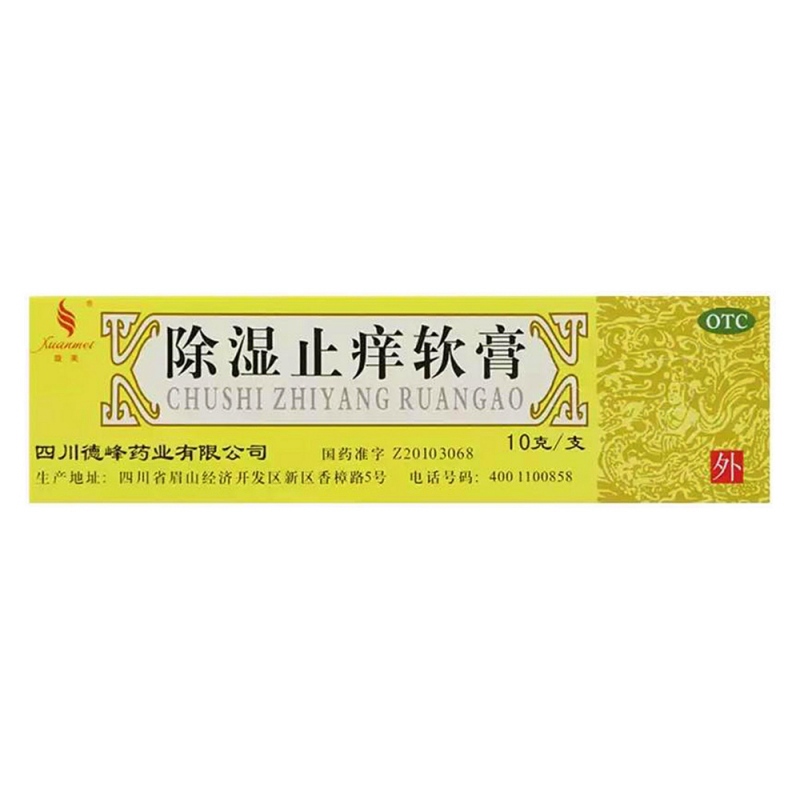 ®
Xuanmei
旋美
除湿止痒软膏
CHUSHI ZHIYANG RUANGAO
OTC
四川德峰药业有限公司 国药准字 Z20103068 10克/支
生产地址: 四川省眉山经济开发区新区香樟路5号 电话号码: 400 1100858
外